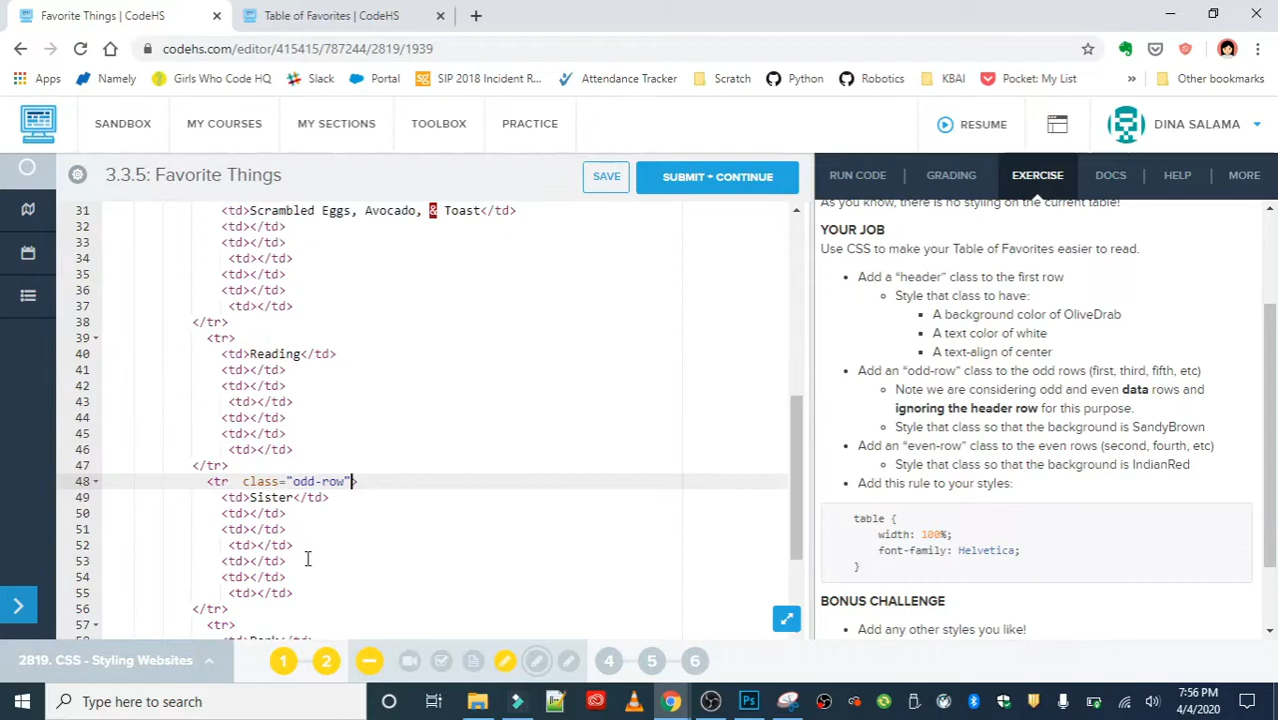 Favorite Things | CodeHS
Table of Favorites | CodeHS
codehs.com/editor/415415/787244/2819/1939
Apps
Namely
Girls Who Code HQ
Slack
Portal
SIP 2018 Incident R...
Attendance Tracker
Scratch
Python
Robotics
KBAI
Pocket: My List
»
Other bookmarks
SANDBOX
MY COURSES
MY SECTIONS
TOOLBOX
PRACTICE
RESUME
DINA SALAMA
3.3.5: Favorite Things
SAVE
SUBMIT + CONTINUE
RUN CODE
GRADING
EXERCISE
DOCS
HELP
MORE
31 <td>Scrambled Eggs, Avocado, & Toast</td>
32 <td></td>
33 <td></td>
34 <td></td>
35 <td></td>
36 <td></td>
37 <td></td>
38 </tr>
39 <tr>
40 <td>Reading</td>
41 <td></td>
42 <td></td>
43 <td></td>
44 <td></td>
45 <td></td>
46 <td></td>
47 </tr>
48 <tr  class="odd-row">
49 <td>Sister</td>
50 <td></td>
51 <td></td>
52 <td></td>
53 <td></td>
54 <td></td>
55 <td></td>
56 </tr>
57 <tr>
As you know, there is no styling on the current table!
YOUR JOB
Use CSS to make your Table of Favorites easier to read.
Add a “header” class to the first row
Style that class to have:
A background color of OliveDrab
A text color of white
A text-align of center
Add an “odd-row” class to the odd rows (first, third, fifth, etc)
Note we are considering odd and even data rows and
ignoring the header row for this purpose.
Style that class so that the background is SandyBrown
Add an “even-row” class to the even rows (second, fourth, etc)
Style that class so that the background is IndianRed
Add this rule to your styles:
table {
width: 100%;
font-family: Helvetica;
}
BONUS CHALLENGE
Add any other styles you like!
2819. CSS - Styling Websites
1
2
4
5
6
Type here to search
Ps
7:56 PM
4/4/2020